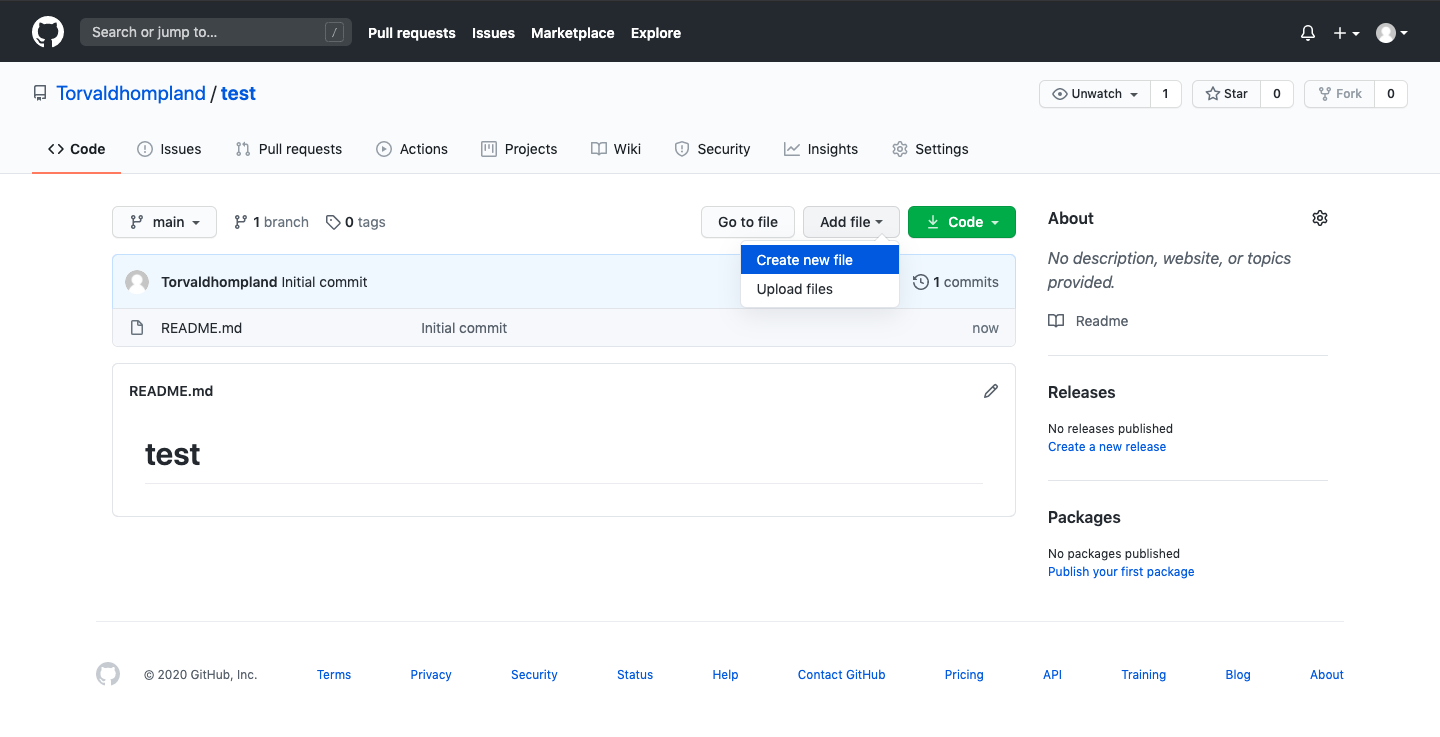 Search or jump to... /
Pull requests Issues Marketplace Explore
Torvaldhompland / test
Unwatch 1 Star 0 Fork 0
Code Issues Pull requests Actions Projects Wiki Security Insights Settings
main 1 branch 0 tags
Go to file Add file Code
Create new file
Upload files
Torvaldhompland Initial commit
1 commits
README.md Initial commit now
README.md
test
About
No description, website, or topics
provided.
Readme
Releases
No releases published
Create a new release
Packages
No packages published
Publish your first package
© 2020 GitHub, Inc. Terms Privacy Security Status Help Contact GitHub Pricing API Training Blog About